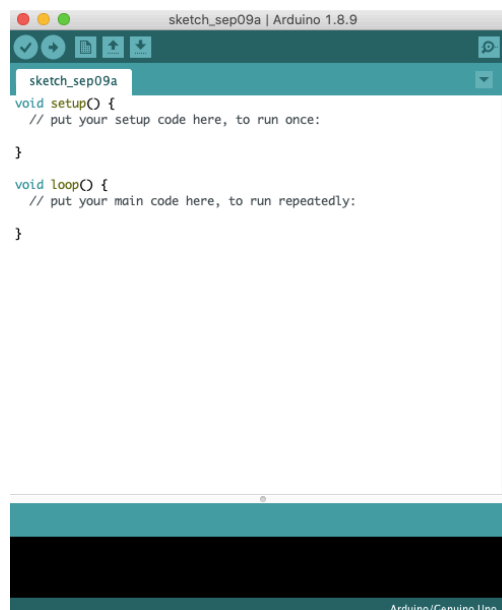 sketch_sep09a | Arduino 1.8.9
sketch_sep09a
void setup() {
  // put your setup code here, to run once:
}
void loop() {
  // put your main code here, to run repeatedly:
}
Arduino/Genuino Uno